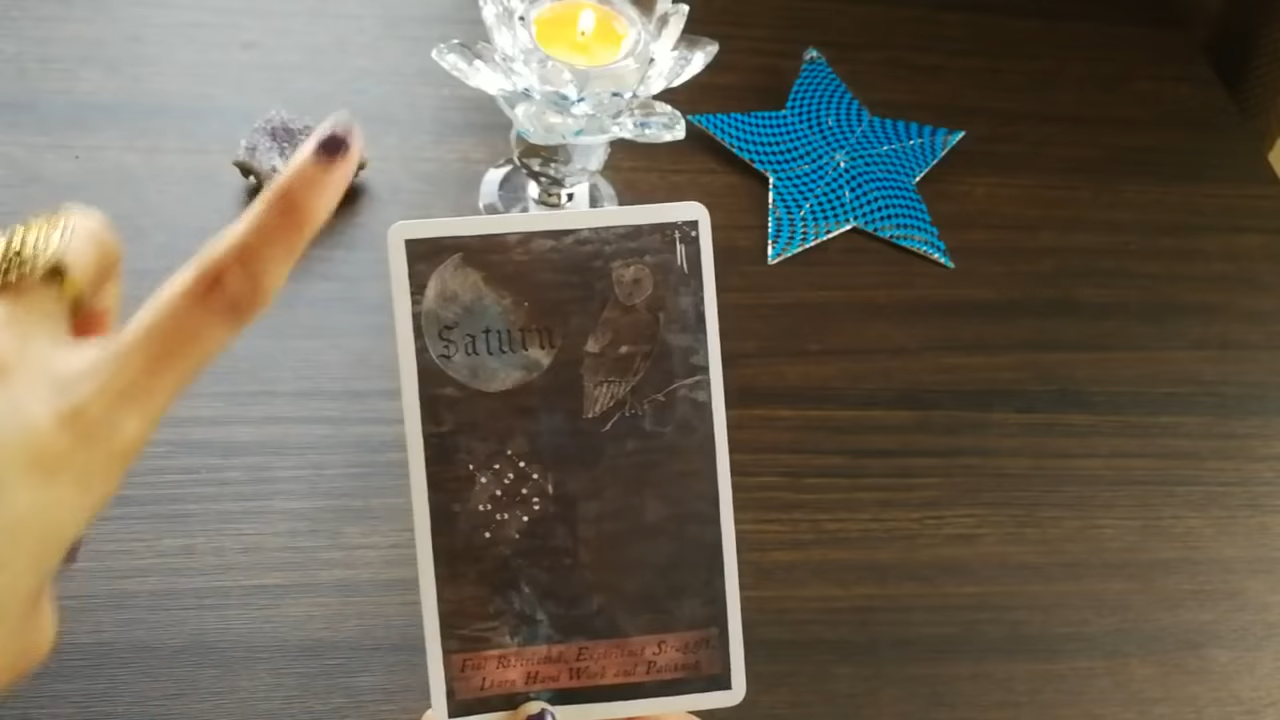 Saturn
Feel Restricted, Experience Struggle,
Learn Hard Work and Patience